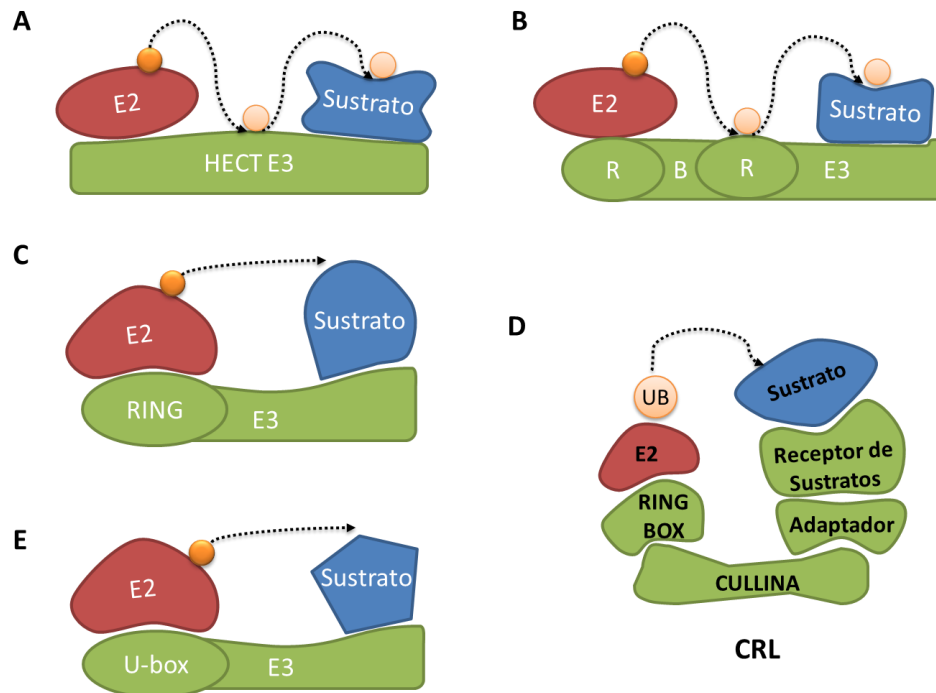 A
E2
Sustrato
HECT E3
B
E2
Sustrato
R
B
R
E3
C
E2
Sustrato
RING
E3
D
UB
Sustrato
E2
Receptor de
Sustratos
RING
BOX
Adaptador
CULLINA
CRL
E
E2
Sustrato
U-box
E3